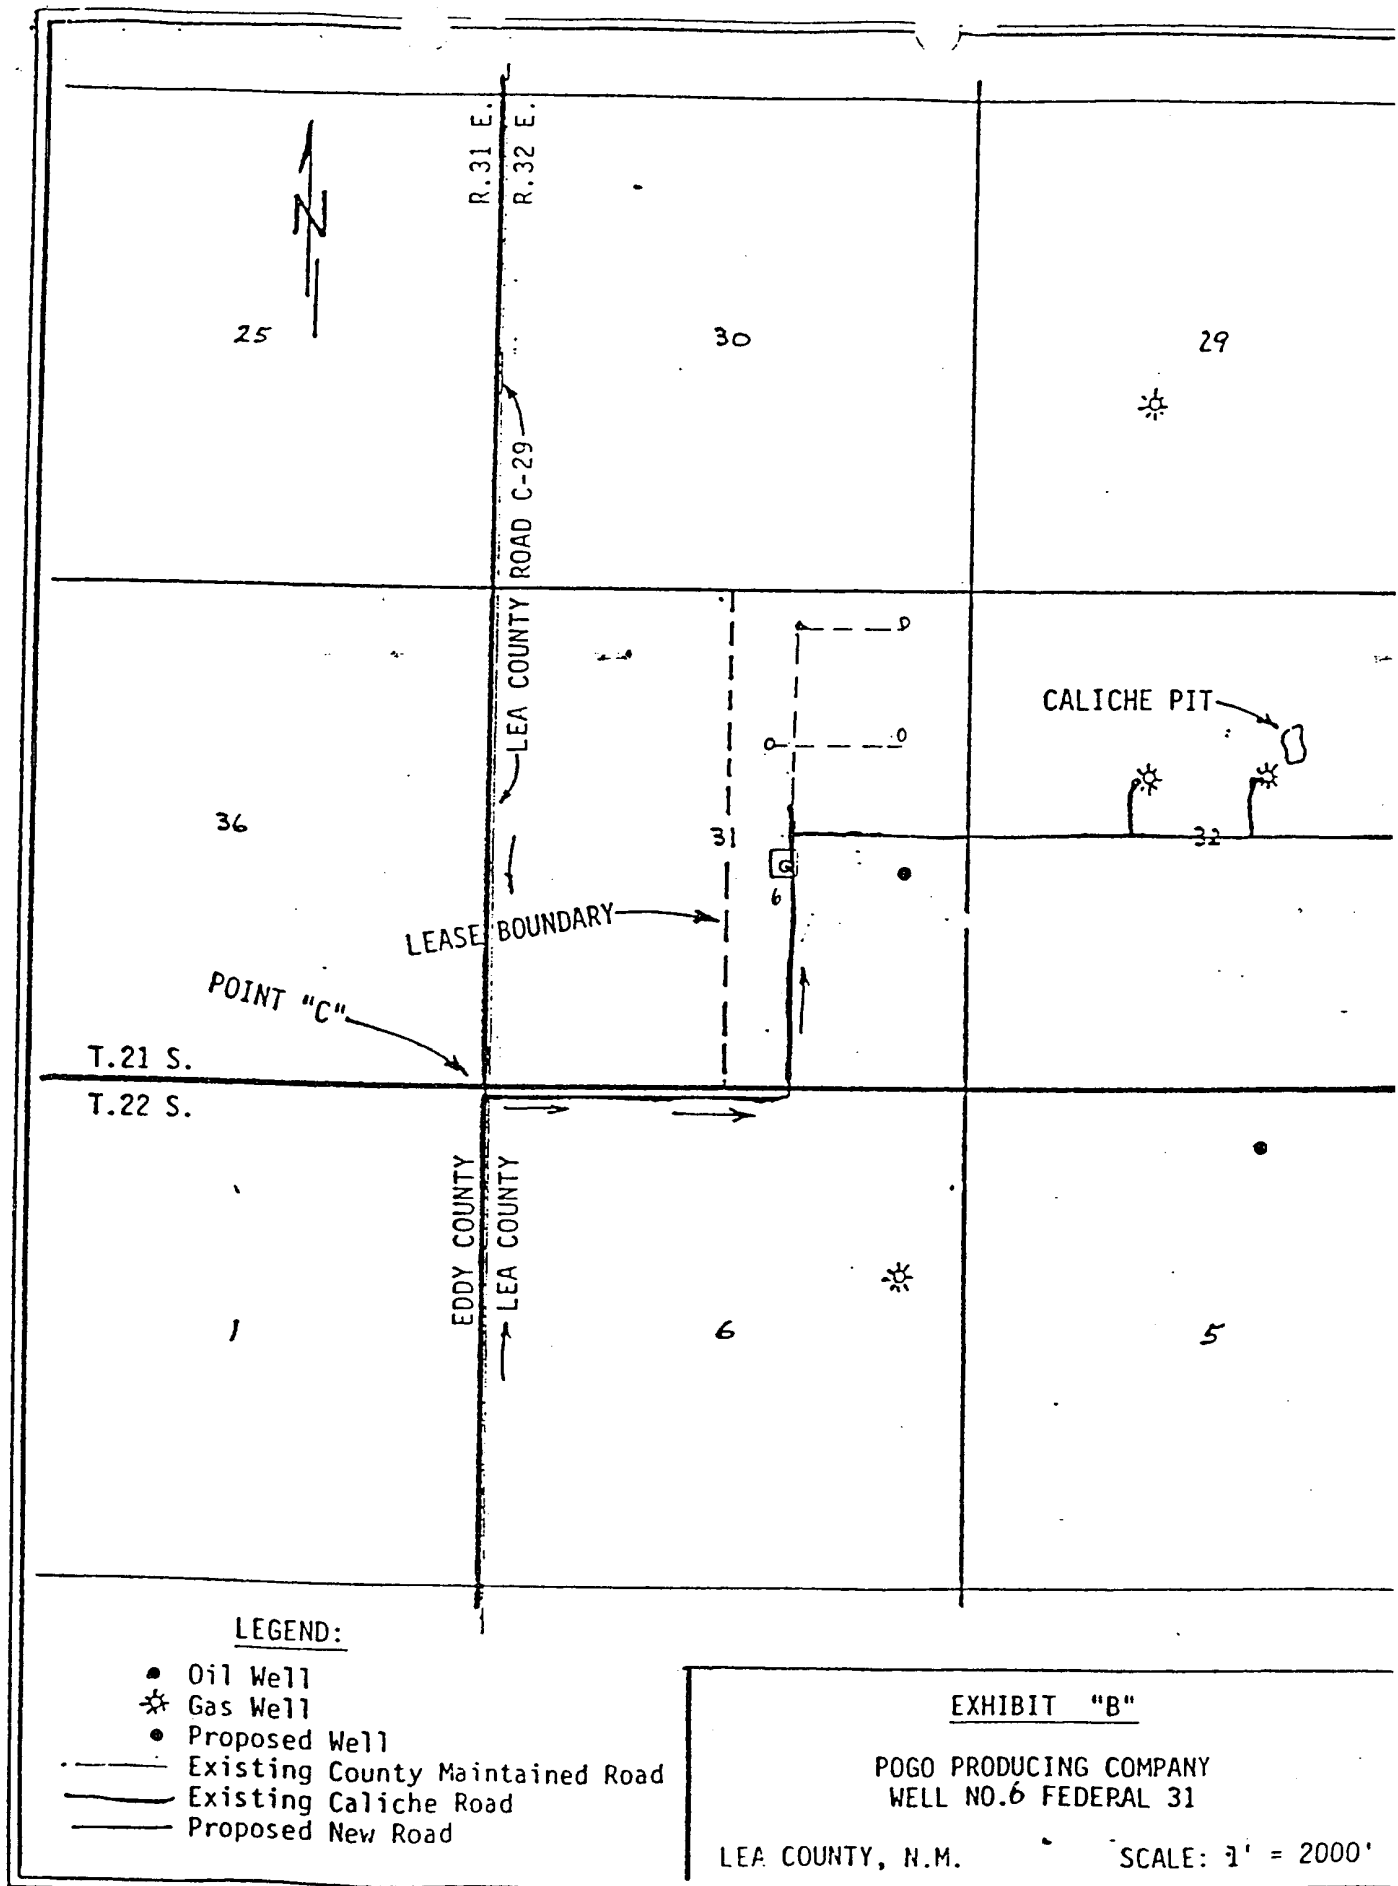 R.31 E.
R.32 E.
N
25
30
29
LEA COUNTY ROAD C-29
CALICHE PIT
36
31
32
6
LEASE BOUNDARY
POINT "C"
T.21 S.
T.22 S.
EDDY COUNTY
LEA COUNTY
1
6
5
LEGEND:
Oil Well
Gas Well
Proposed Well
Existing County Maintained Road
Existing Caliche Road
Proposed New Road
EXHIBIT "B"
POGO PRODUCING COMPANY
WELL NO.6 FEDERAL 31
LEA COUNTY, N.M.
SCALE: 1' = 2000'